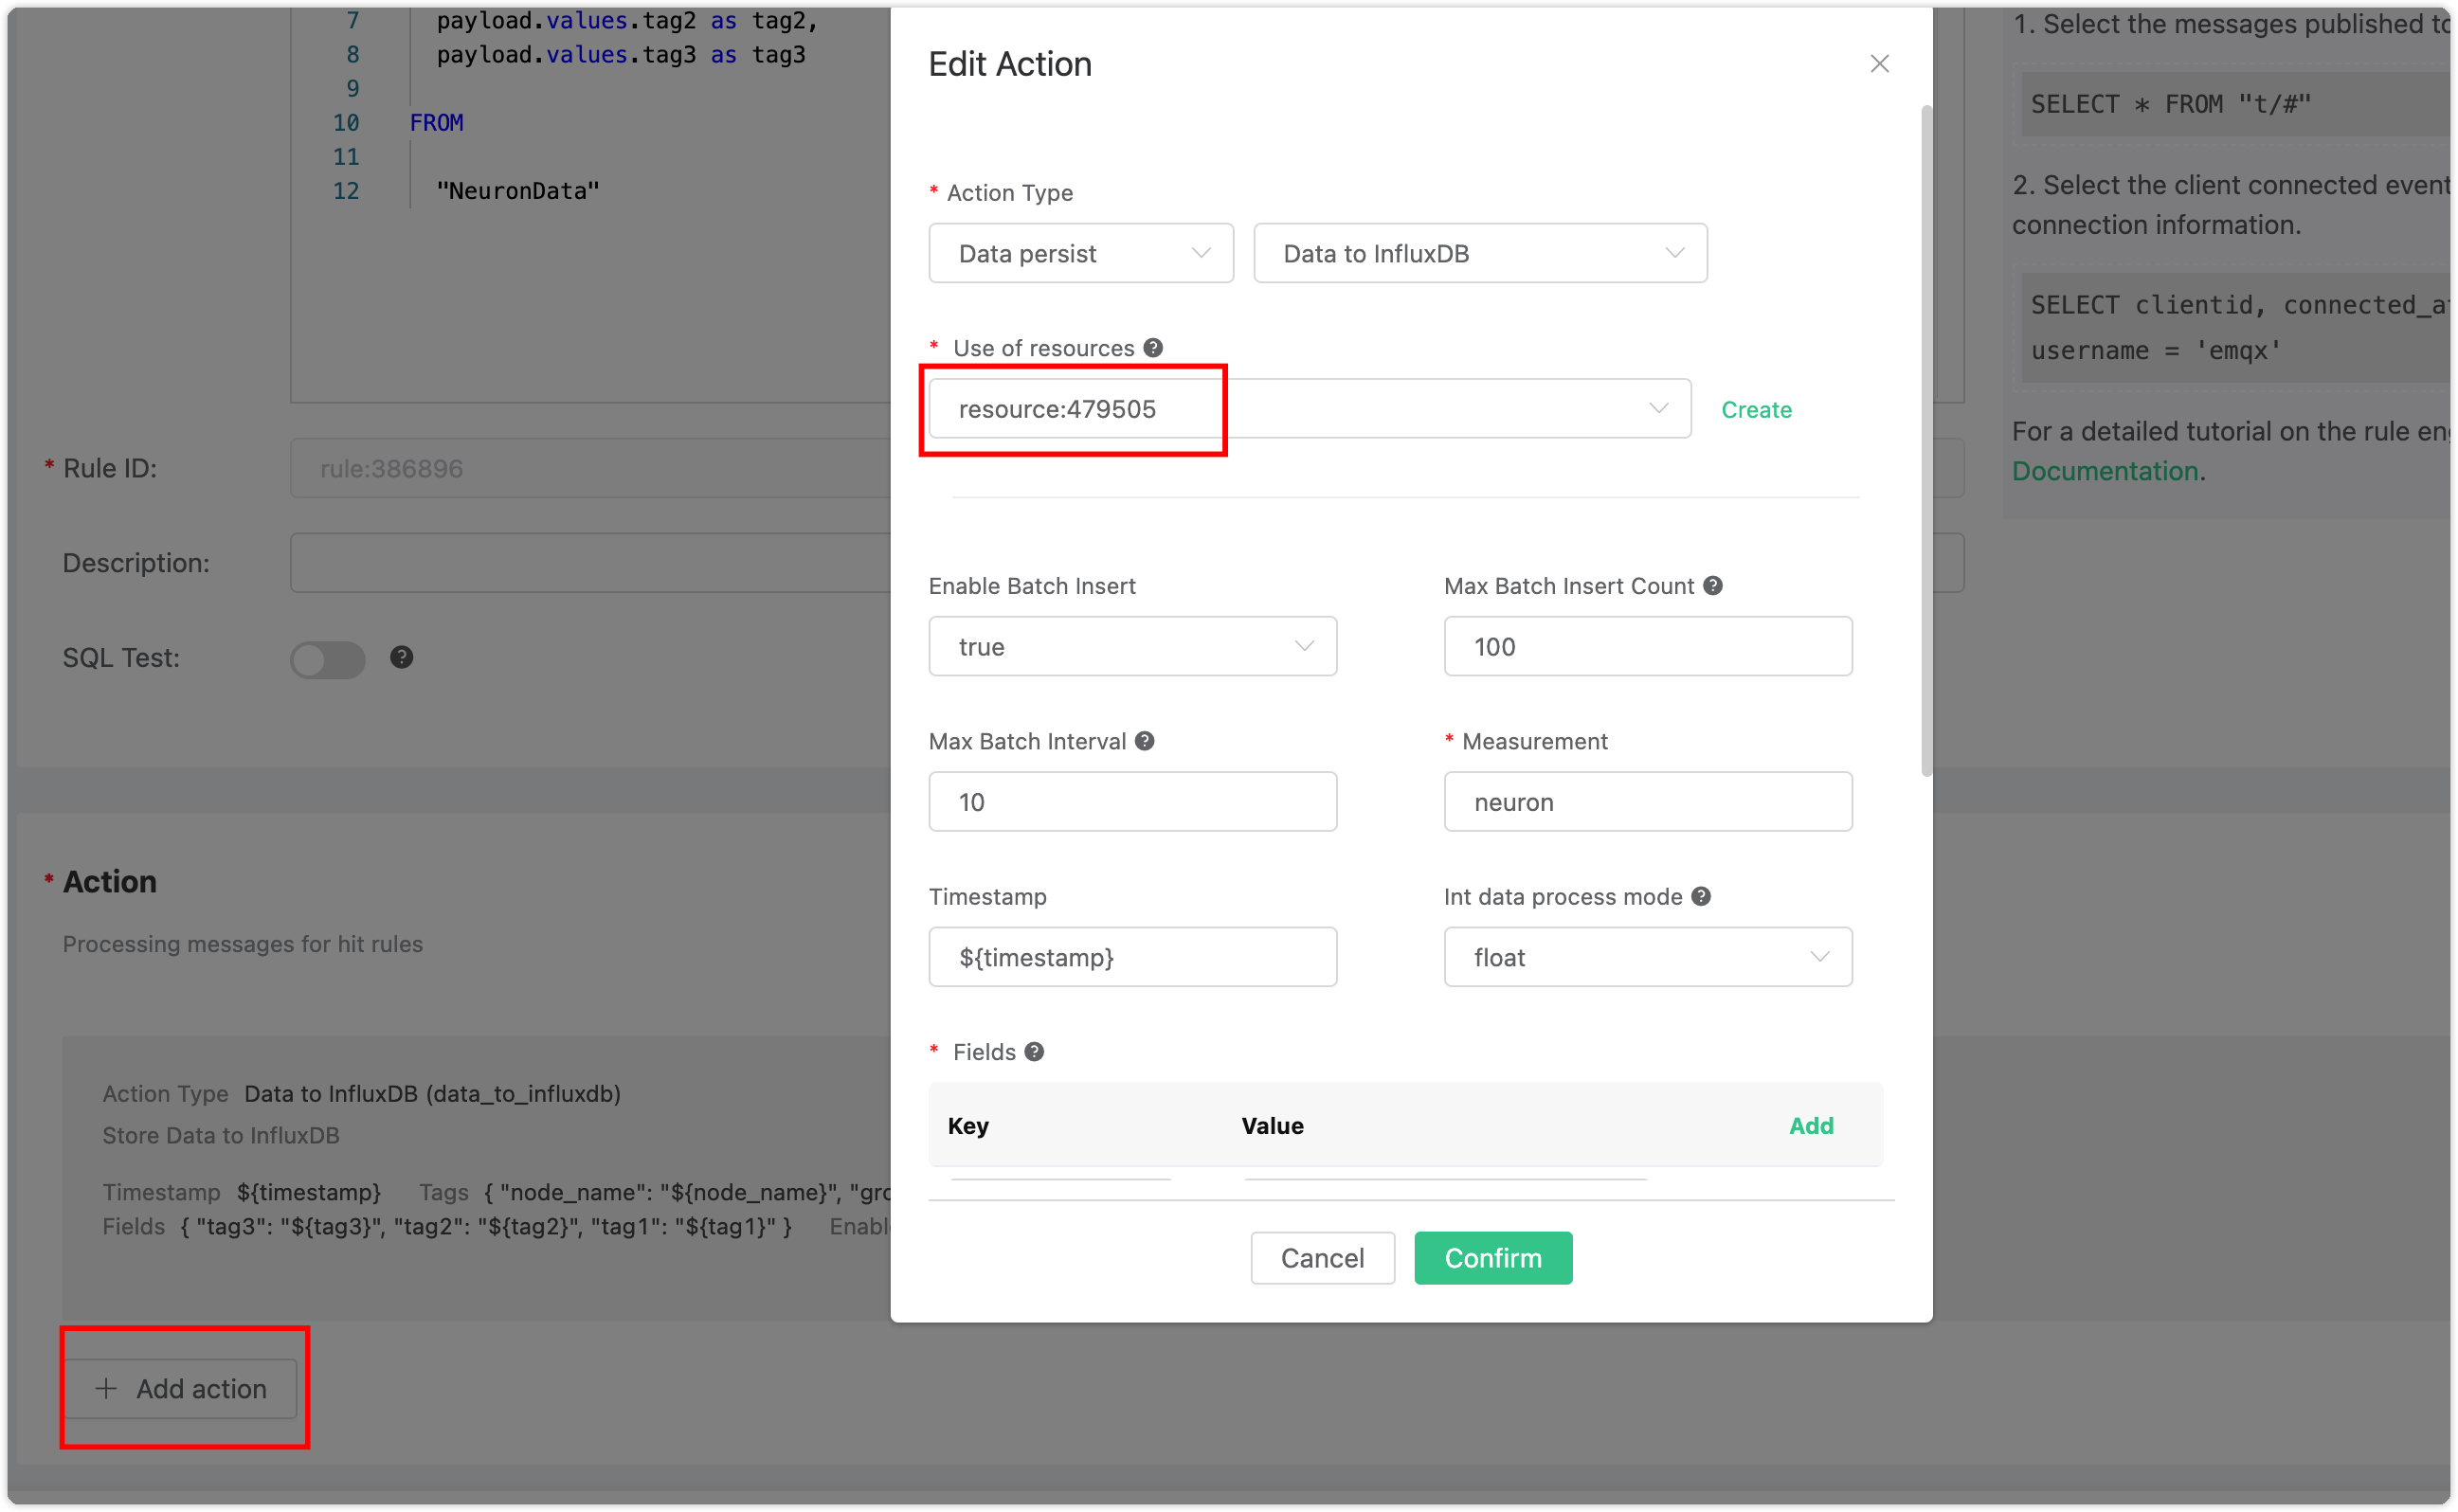 7 payload.values.tag2 as tag2,
8 payload.values.tag3 as tag3
9
10 FROM
11
12 "NeuronData"
* Rule ID: rule:386896
Description:
SQL Test:
* Action
Processing messages for hit rules
Action Type Data to InfluxDB (data_to_influxdb)
Store Data to InfluxDB
Timestamp ${timestamp} Tags { "node_name": "${node_name}", "gro
Fields { "tag3": "${tag3}", "tag2": "${tag2}", "tag1": "${tag1}" } Enabl
+ Add action
Edit Action
* Action Type
Data persist Data to InfluxDB
* Use of resources
resource:479505 Create
Enable Batch Insert Max Batch Insert Count
true 100
Max Batch Interval * Measurement
10 neuron
Timestamp Int data process mode
${timestamp} float
* Fields
Key Value Add
Cancel Confirm
1. Select the messages published to
SELECT * FROM "t/#"
2. Select the client connected event
connection information.
SELECT clientid, connected_at
username = 'emqx'
For a detailed tutorial on the rule eng
Documentation.